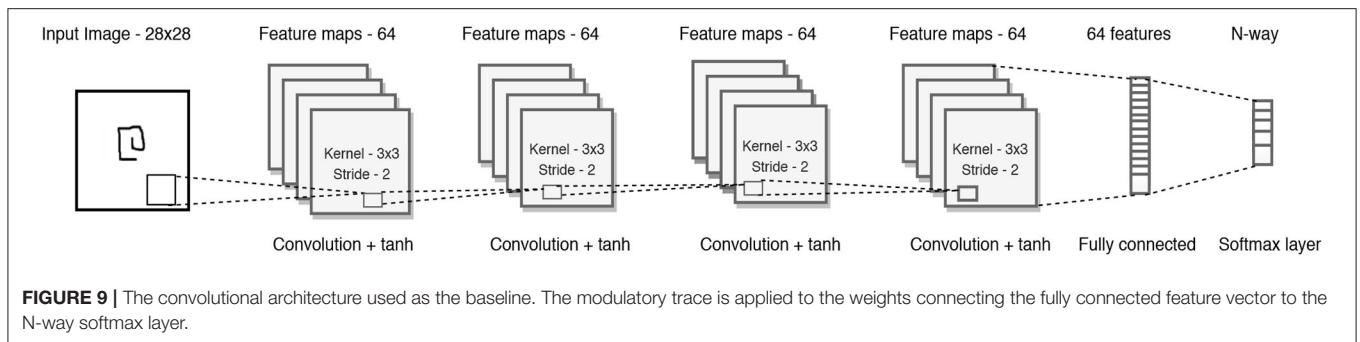 Input Image - 28x28 Feature maps - 64 Feature maps - 64 Feature maps - 64 Feature maps - 64 64 features N-way
Kernel - 3x3 Kernel - 3x3 Kernel - 3x3 Kernel - 3x3
Stride - 2 Stride - 2 Stride - 2 Stride - 2
Convolution + tanh Convolution + tanh Convolution + tanh Convolution + tanh Fully connected Softmax layer
FIGURE 9 | The convolutional architecture used as the baseline. The modulatory trace is applied to the weights connecting the fully connected feature vector to the
N-way softmax layer.